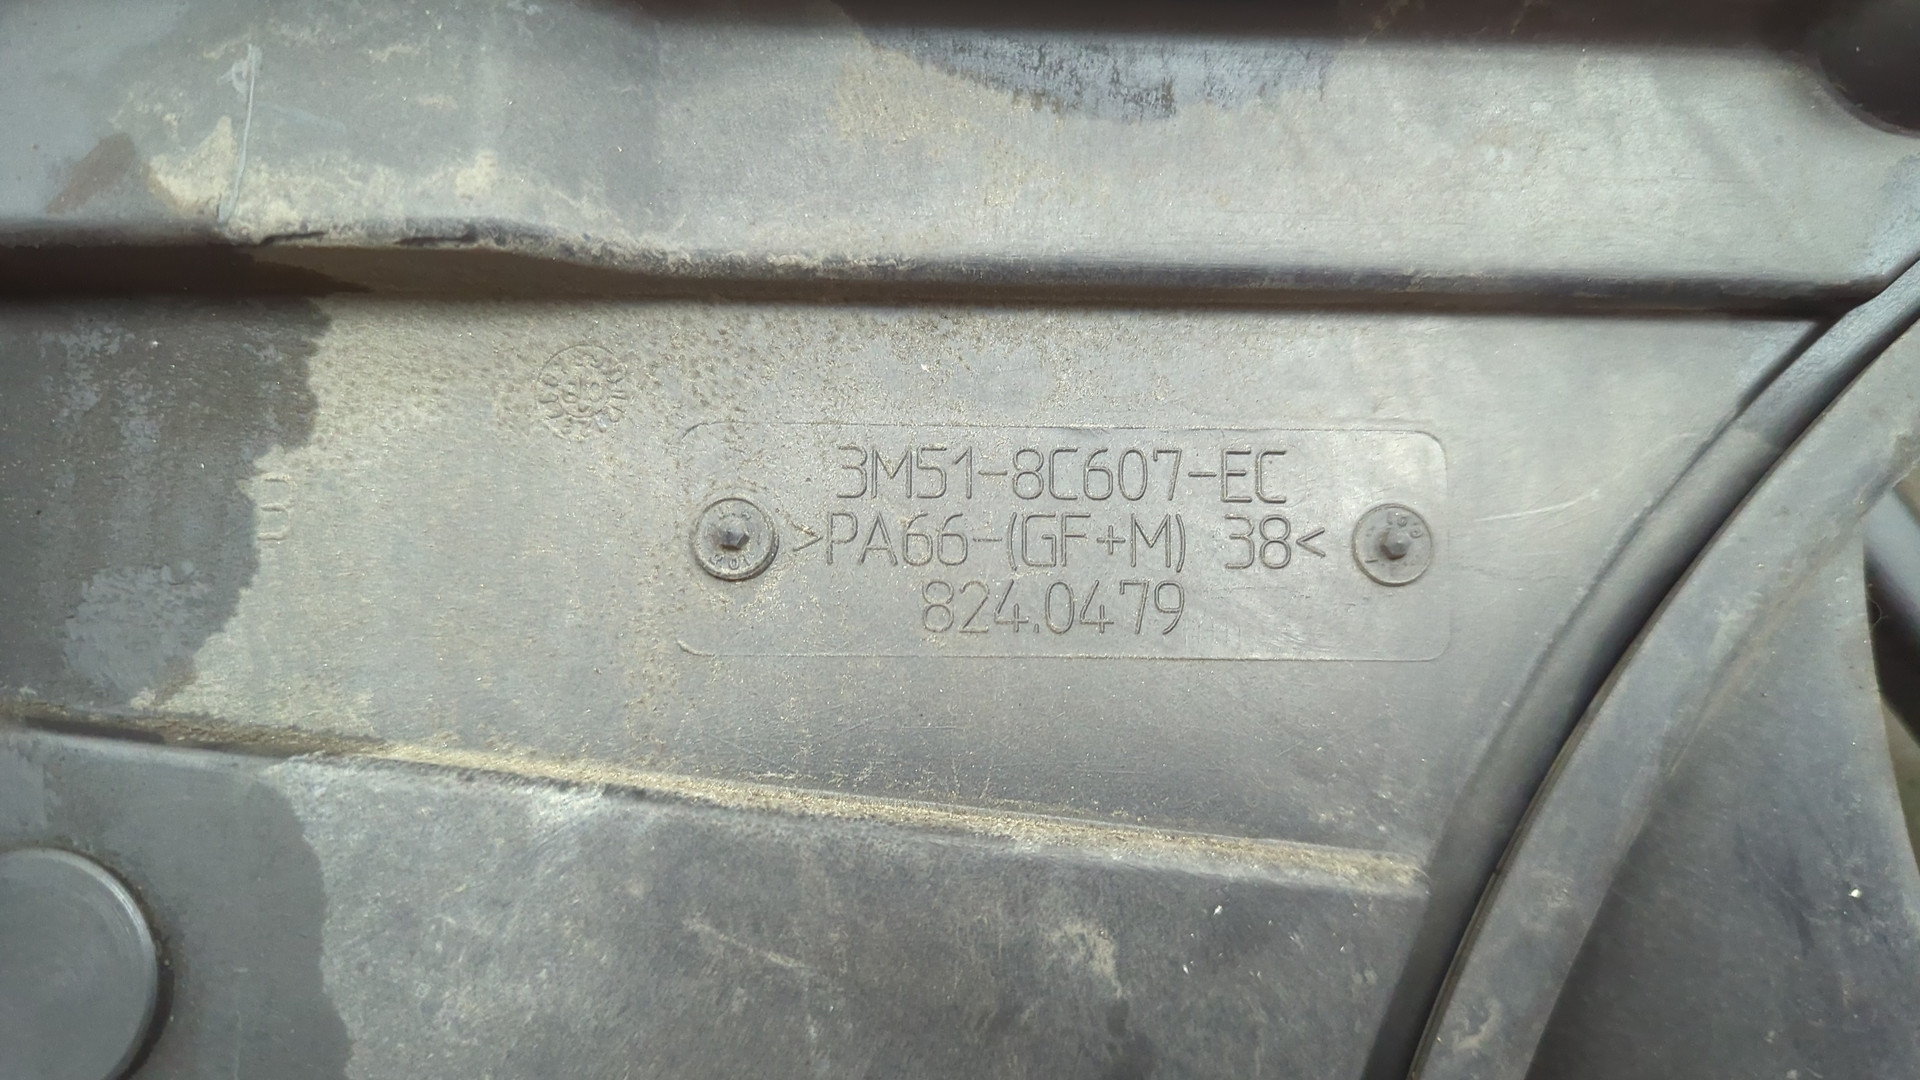 3M51-8C607-EC
>PA66-(GF+M) 38<
824.0479